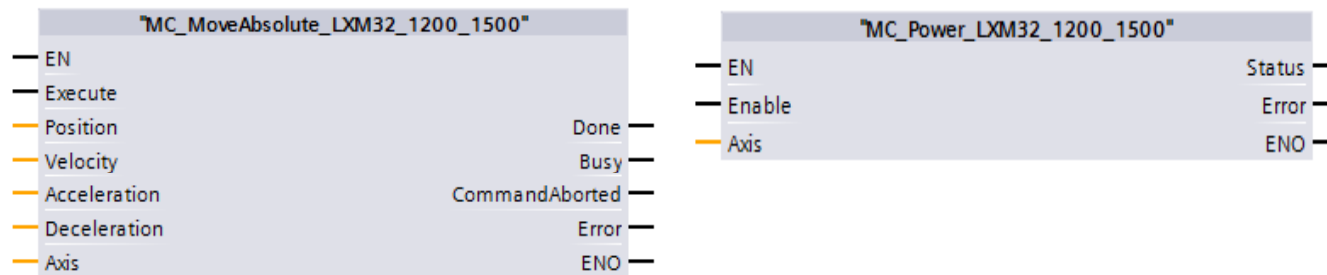 "MC_MoveAbsolute_LXM32_1200_1500"
EN
Execute
Position Done
Velocity Busy
Acceleration CommandAborted
Deceleration Error
Axis ENO
"MC_Power_LXM32_1200_1500"
EN Status
Enable Error
Axis ENO